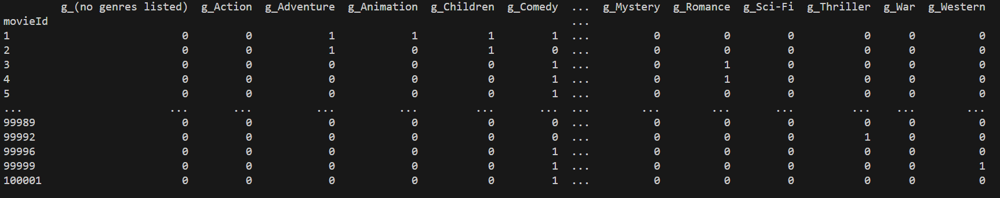 g_(no genres listed) g_Action g_Adventure g_Animation g_Children g_Comedy ... g_Mystery g_Romance g_Sci-Fi g_Thriller g_War g_Western
movieId ...
1 0 0 1 1 1 1 ... 0 0 0 0 0 0
2 0 0 1 0 1 0 ... 0 0 0 0 0 0
3 0 0 0 0 0 1 ... 0 1 0 0 0 0
4 0 0 0 0 0 1 ... 0 1 0 0 0 0
5 0 0 0 0 0 1 ... 0 0 0 0 0 0
... ... ... ... ... ... ... ... ... ... ... ... ... ...
99989 0 0 0 0 0 0 ... 0 0 0 0 0 0
99992 0 0 0 0 0 0 ... 0 0 0 1 0 0
99996 0 0 0 0 0 1 ... 0 0 0 0 0 0
99999 0 0 0 0 0 1 ... 0 0 0 0 0 1
100001 0 0 0 0 0 1 ... 0 0 0 0 0 0